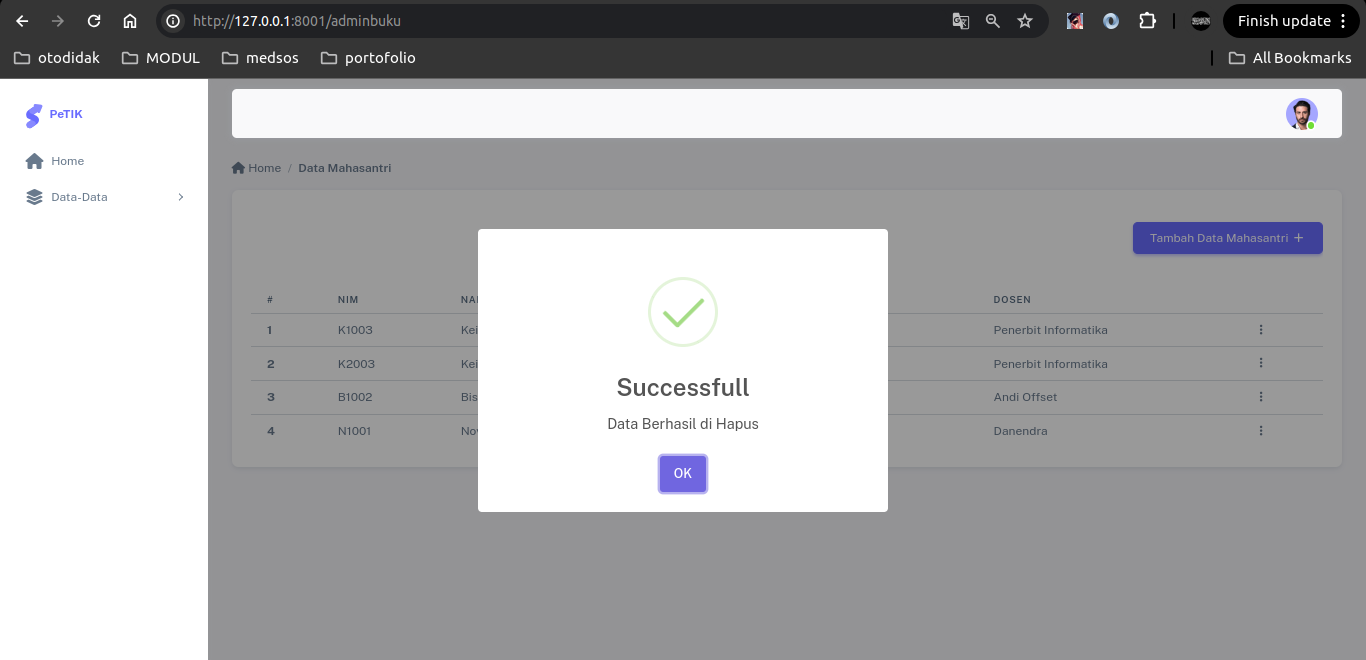 http://127.0.0.1:8001/adminbuku
Finish update
otodidak MODUL medsos portofolio All Bookmarks
PeTIK
Home
Data-Data
Home / Data Mahasantri
Tambah Data Mahasantri +
# NIM DOSEN
1 K1003 Kei Penerbit Informatika
2 K2003 Kei Penerbit Informatika
3 B1002 Bis Andi Offset
4 N1001 Danendra
Successfull
Data Berhasil di Hapus
OK